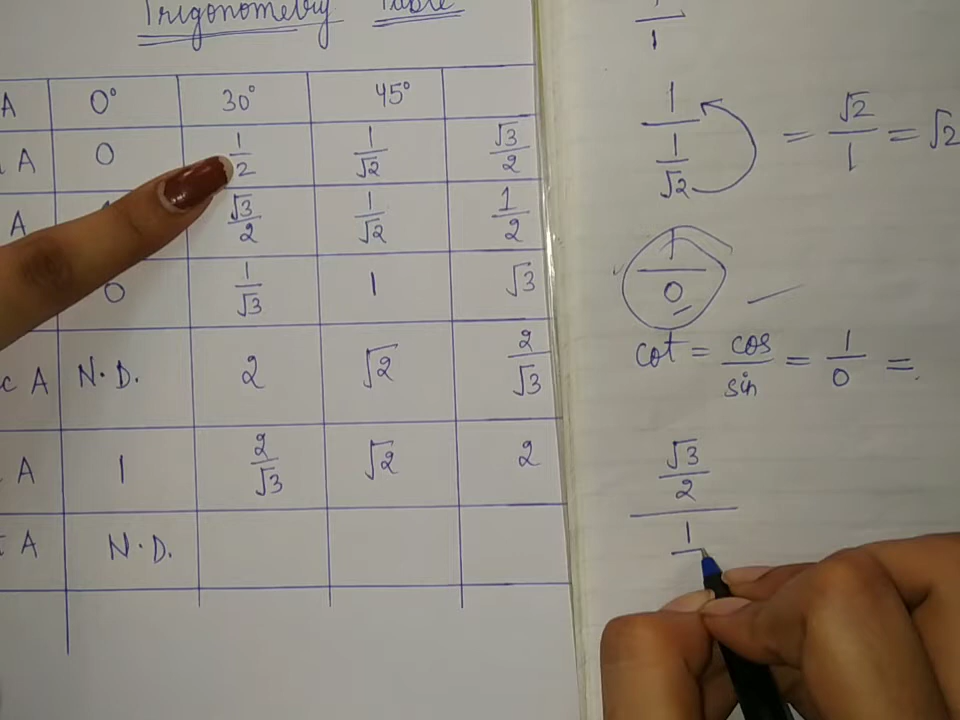 Trigonometry Table
A 0° 30° 45°
A 0 1/2 1/√2 √3/2
A √3/2 1/√2 1/2
0 1/√3 1 √3
c A N.D. 2 √2 2/√3
A 1 2/√3 √2 2
A N.D.
1
1/(1/√2) = √2/1 = √2
1/0
cot = cos/sin = 1/0 =
√3/2
1